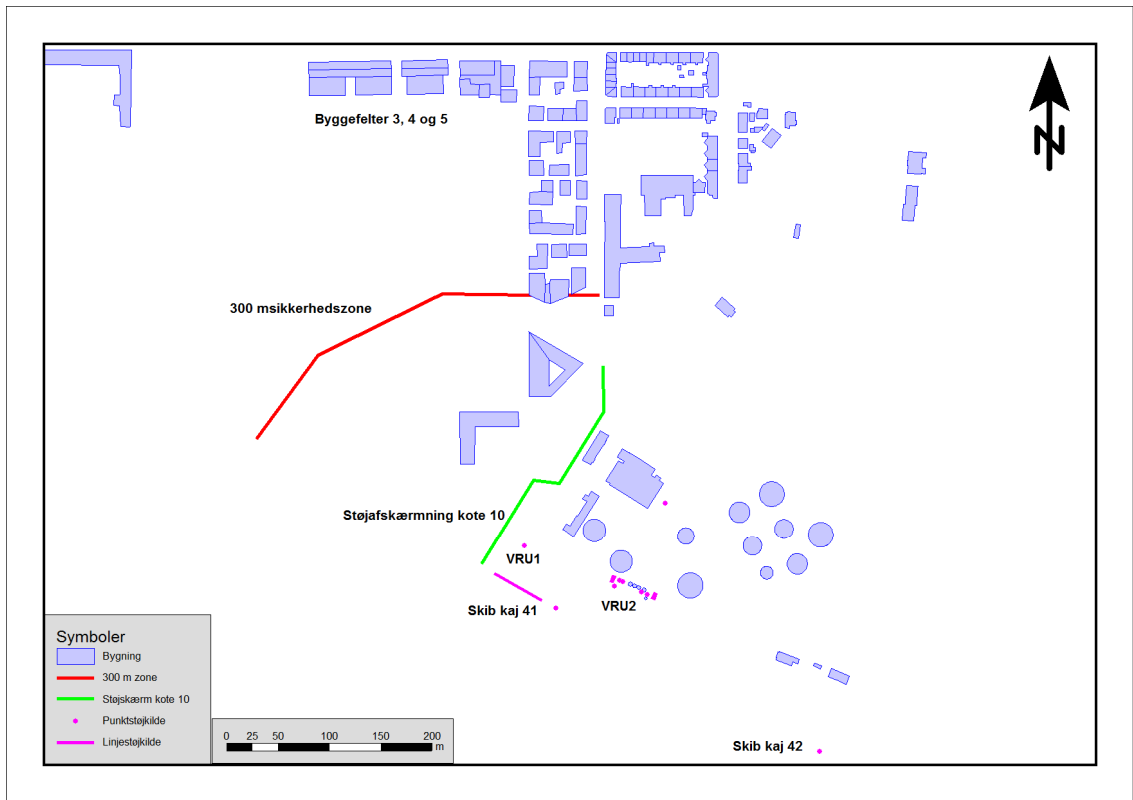 Byggefelter 3, 4 og 5
N
300 msikkerhedszone
Støjafskærmning kote 10
VRU1
VRU2
Skib kaj 41
Skib kaj 42
Symboler
Bygning
300 m zone
Støjskærm kote 10
Punktstøjkilde
Linjestøjkilde
0 25 50 100 150 200
m